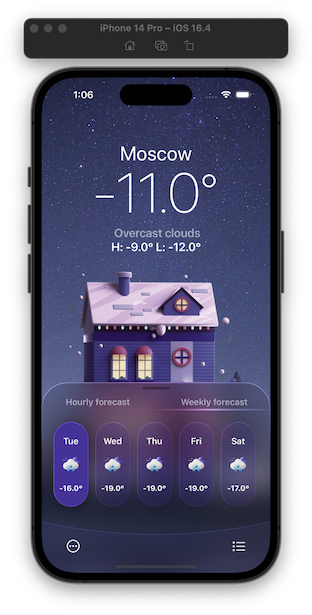 iPhone 14 Pro – iOS 16.4
1:06
Moscow
-11.0°
Overcast clouds
H: -9.0° L: -12.0°
Hourly forecast
Weekly forecast
Tue Wed Thu Fri Sat
-16.0° -19.0° -19.0° -19.0° -17.0°